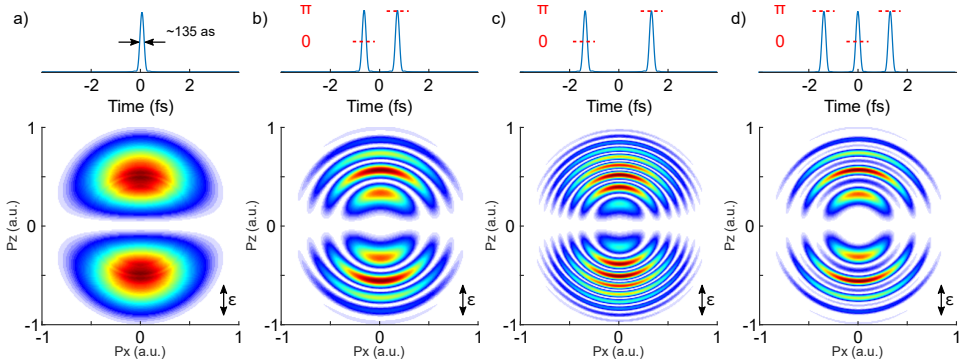 a)
~135 as
-2 0 2
Time (fs)
b)
π
0
-2 0 2
Time (fs)
c)
π
0
-2 0 2
Time (fs)
d)
π
0
-2 0 2
Time (fs)
1
0
-1
Pz (a.u.)
ε
-1 0 1
Px (a.u.)
1
0
-1
Pz (a.u.)
ε
-1 0 1
Px (a.u.)
1
0
-1
Pz (a.u.)
ε
-1 0 1
Px (a.u.)
1
0
-1
Pz (a.u.)
ε
-1 0 1
Px (a.u.)